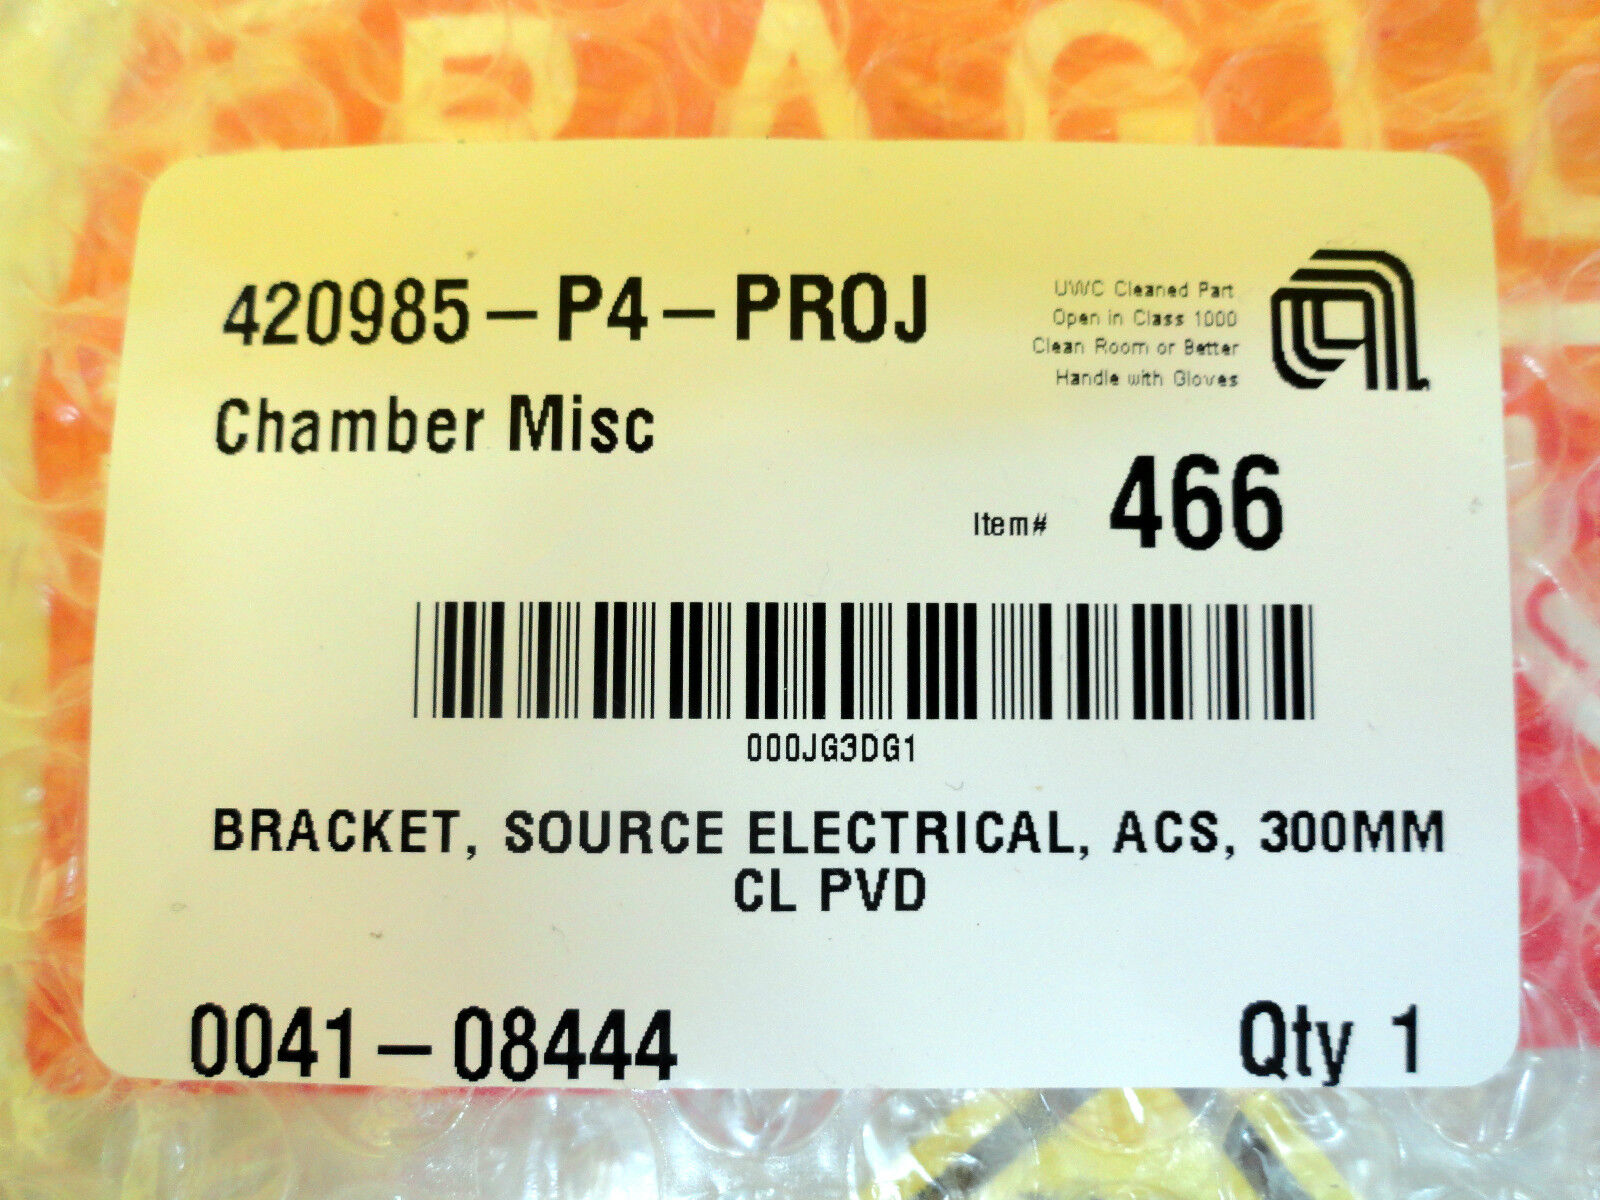 RAGIL
420985-P4-PROJ
UWC Cleaned Part
Open in Class 1000
Clean Room or Better
Handle with Gloves
Chamber Misc
Item# 466
000JG3DG1
BRACKET, SOURCE ELECTRICAL, ACS, 300MM
CL PVD
0041-08444 Qty 1